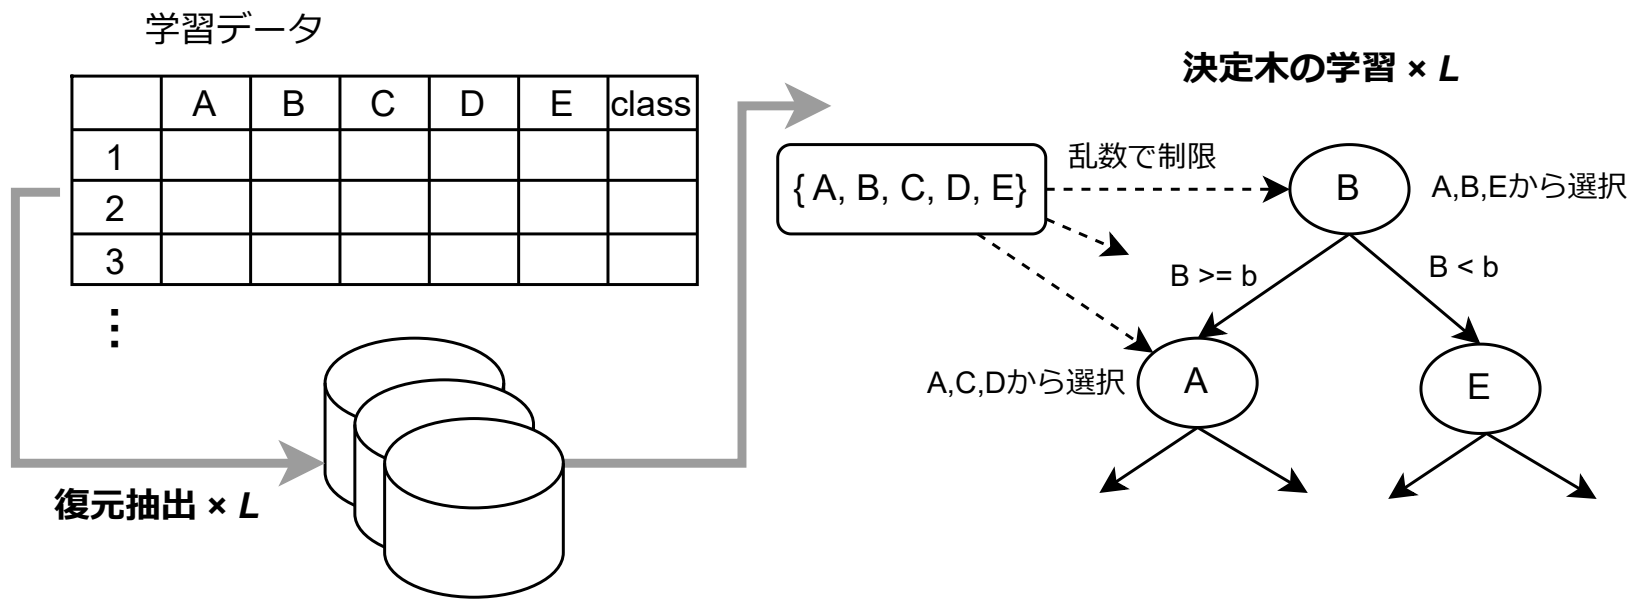 学習データ
A B C D E class
1
2
3
⋮
復元抽出 × L
決定木の学習 × L
{ A, B, C, D, E}
乱数で制限
B
A,B,Eから選択
B >= b
B < b
A,C,Dから選択
A
E